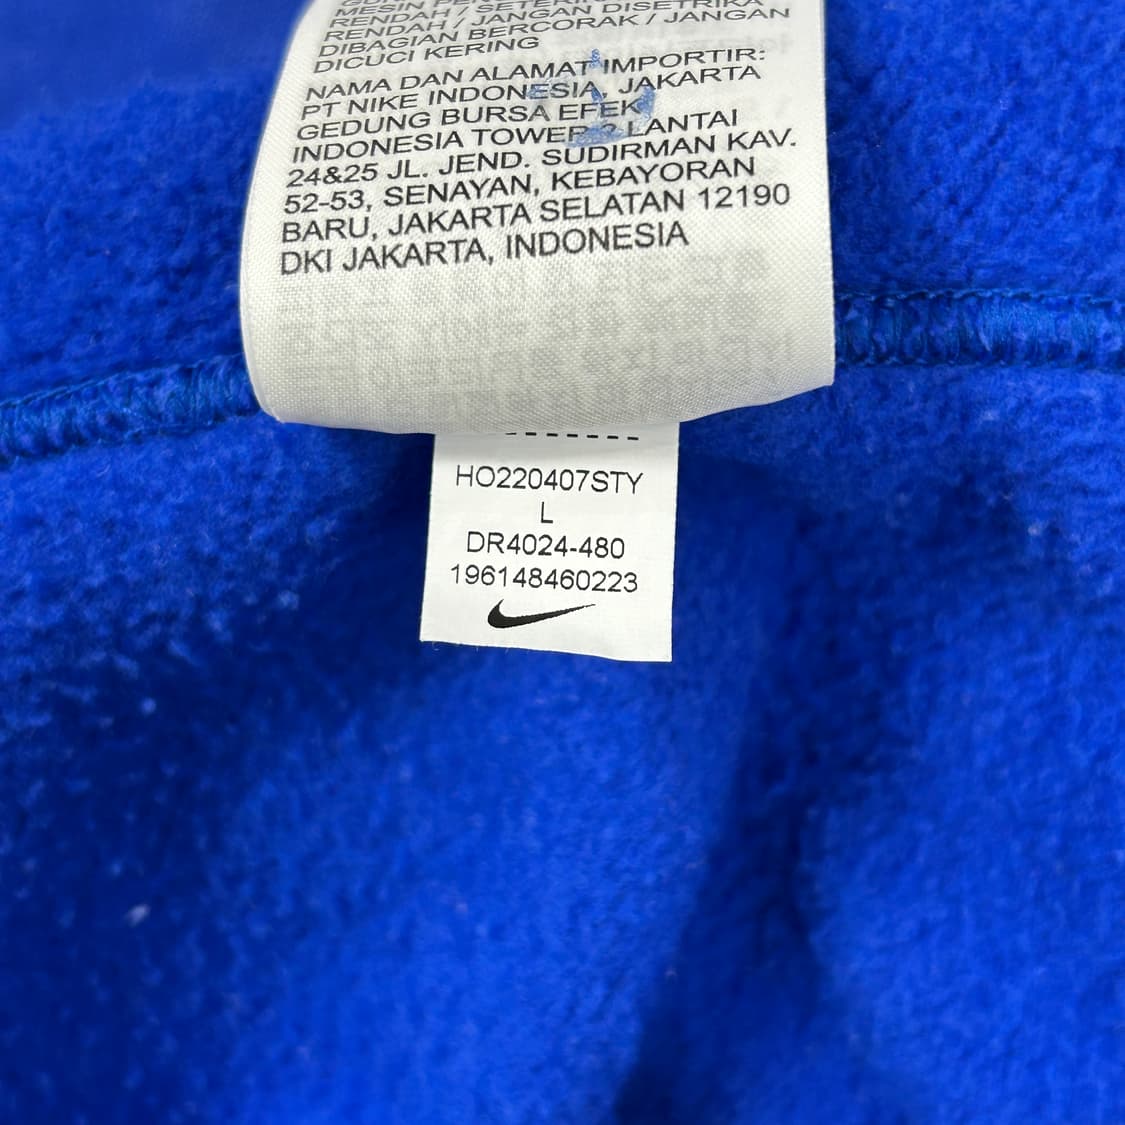 MESIN
RENDAH / JANGAN DISETRIKA
DIBAGIAN BERCORAK / JANGAN
DICUCI KERING
NAMA DAN ALAMAT IMPORTIR:
PT NIKE INDONESIA, JAKARTA
GEDUNG BURSA EFEK
INDONESIA TOWER 2 LANTAI
24&25 JL. JEND. SUDIRMAN KAV.
52-53, SENAYAN, KEBAYORAN
BARU, JAKARTA SELATAN 12190
DKI JAKARTA, INDONESIA
HO220407STY
L
DR4024-480
196148460223